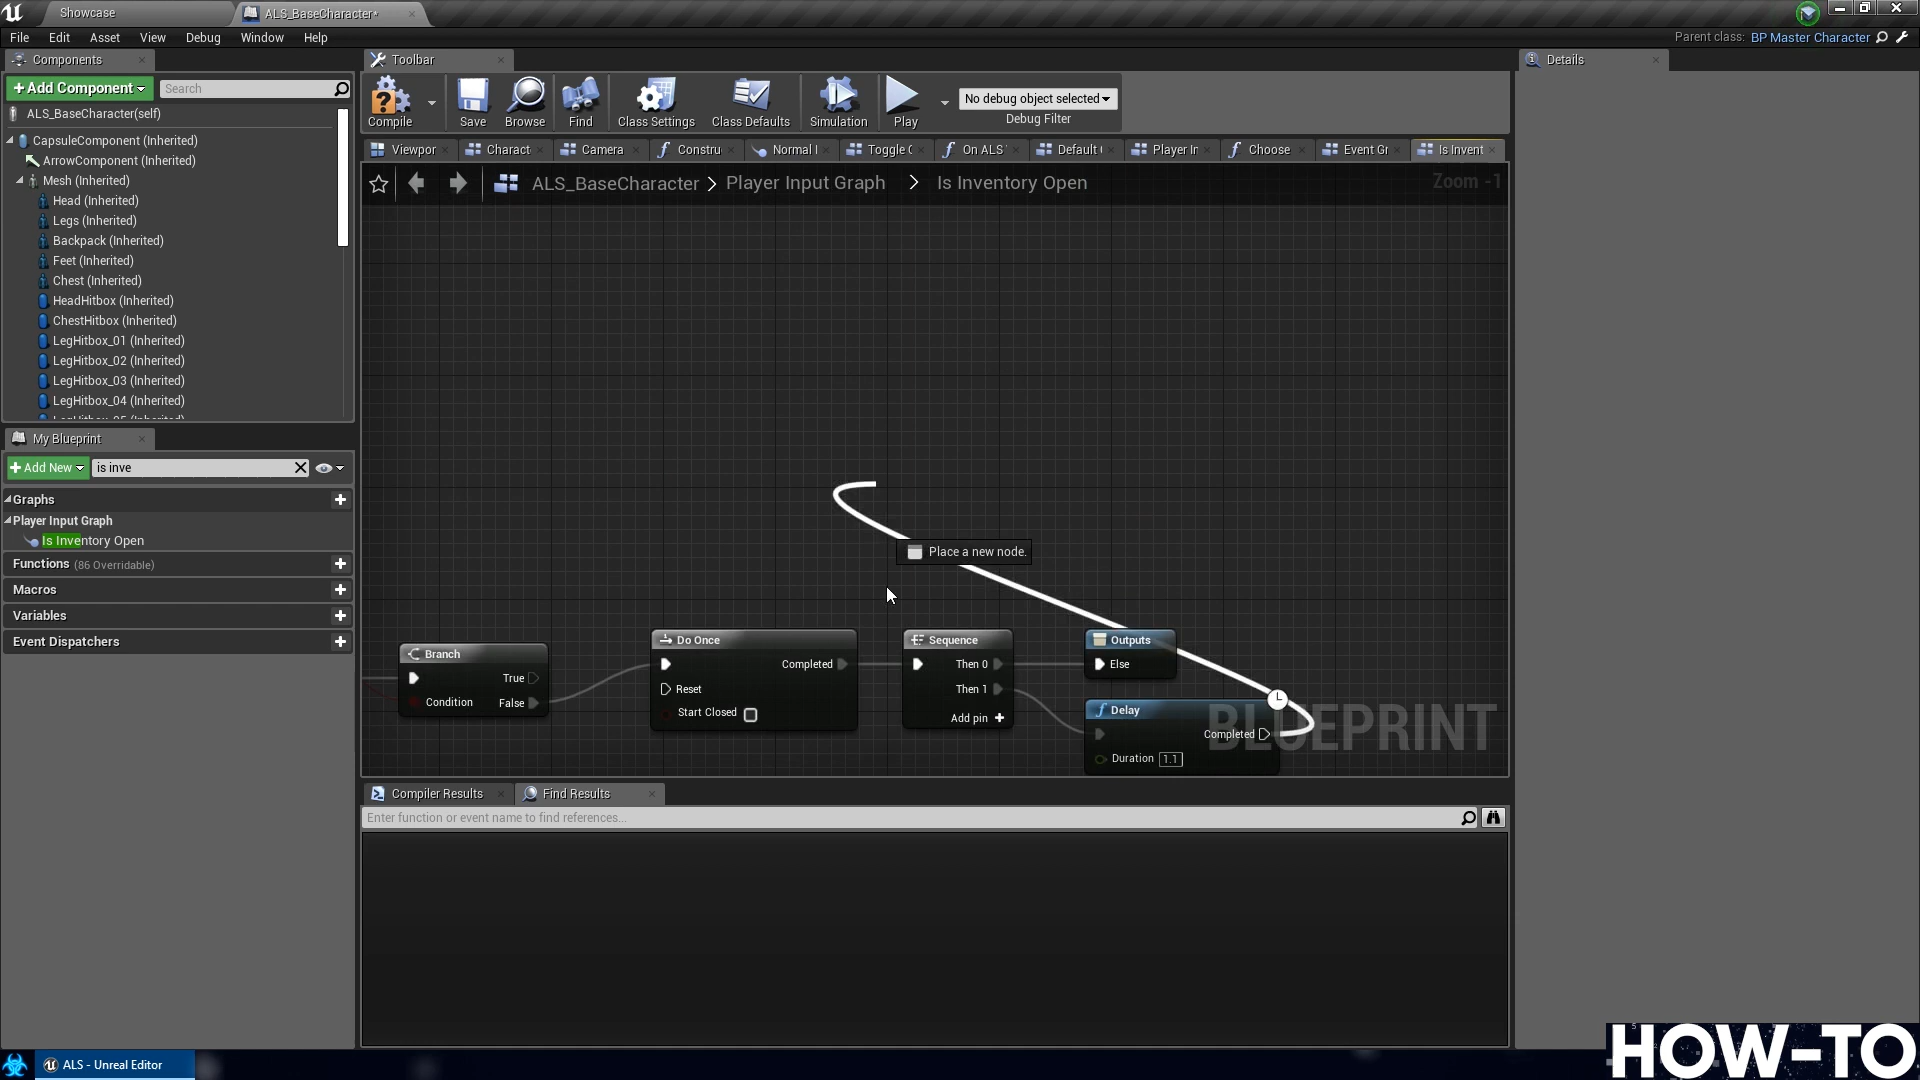 Showcase
ALS_BaseCharacter*
File Edit Asset View Debug Window Help
Parent class: BP Master Character
Components
Toolbar
Details
+Add Component
Search
ALS_BaseCharacter(self)
CapsuleComponent (Inherited)
ArrowComponent (Inherited)
Mesh (Inherited)
Head (Inherited)
Legs (Inherited)
Backpack (Inherited)
Feet (Inherited)
Chest (Inherited)
HeadHitbox (Inherited)
ChestHitbox (Inherited)
LegHitbox_01 (Inherited)
LegHitbox_02 (Inherited)
LegHitbox_03 (Inherited)
LegHitbox_04 (Inherited)
Compile Save Browse Find Class Settings Class Defaults Simulation Play
No debug object selected
Debug Filter
Viewpor Charact Camera Constru Normal I Toggle On ALS Default Player In Choose Event Gr Is Invent
ALS_BaseCharacter > Player Input Graph > Is Inventory Open
Zoom -1
My Blueprint
+Add New
is inve
Graphs
Player Input Graph
Is Inventory Open
Functions (86 Overridable)
Macros
Variables
Event Dispatchers
Place a new node.
Branch
True
Condition
False
Do Once
Completed
Reset
Start Closed
Sequence
Then 0
Then 1
Add pin +
Outputs
Else
Delay
Completed
Duration 1.1
BLUEPRINT
Compiler Results
Find Results
Enter function or event name to find references...
ALS - Unreal Editor
HOW-TO